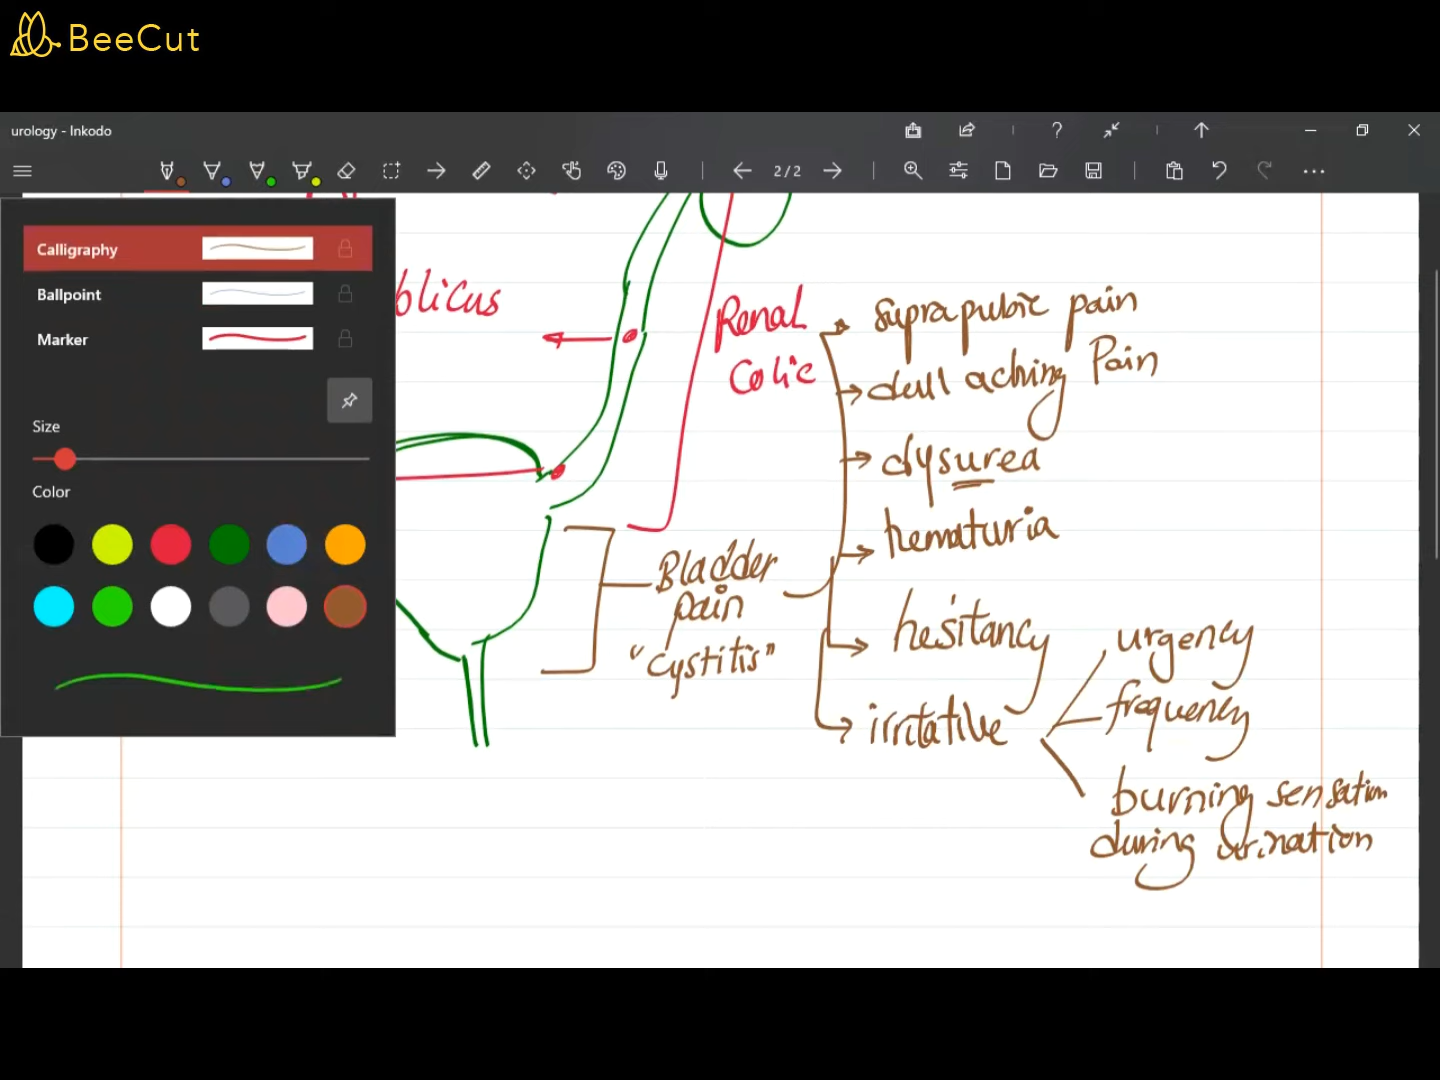 BeeCut
urology - Inkodo
2/2
Calligraphy
Ballpoint
Marker
Size
Color
blicus
Renal
Colic
suprapubic pain
dull aching Pain
dysurea
hematuria
Bladder
pain
"cystitis"
hesitancy
irritative
urgency
frequency
burning sensation
during urination